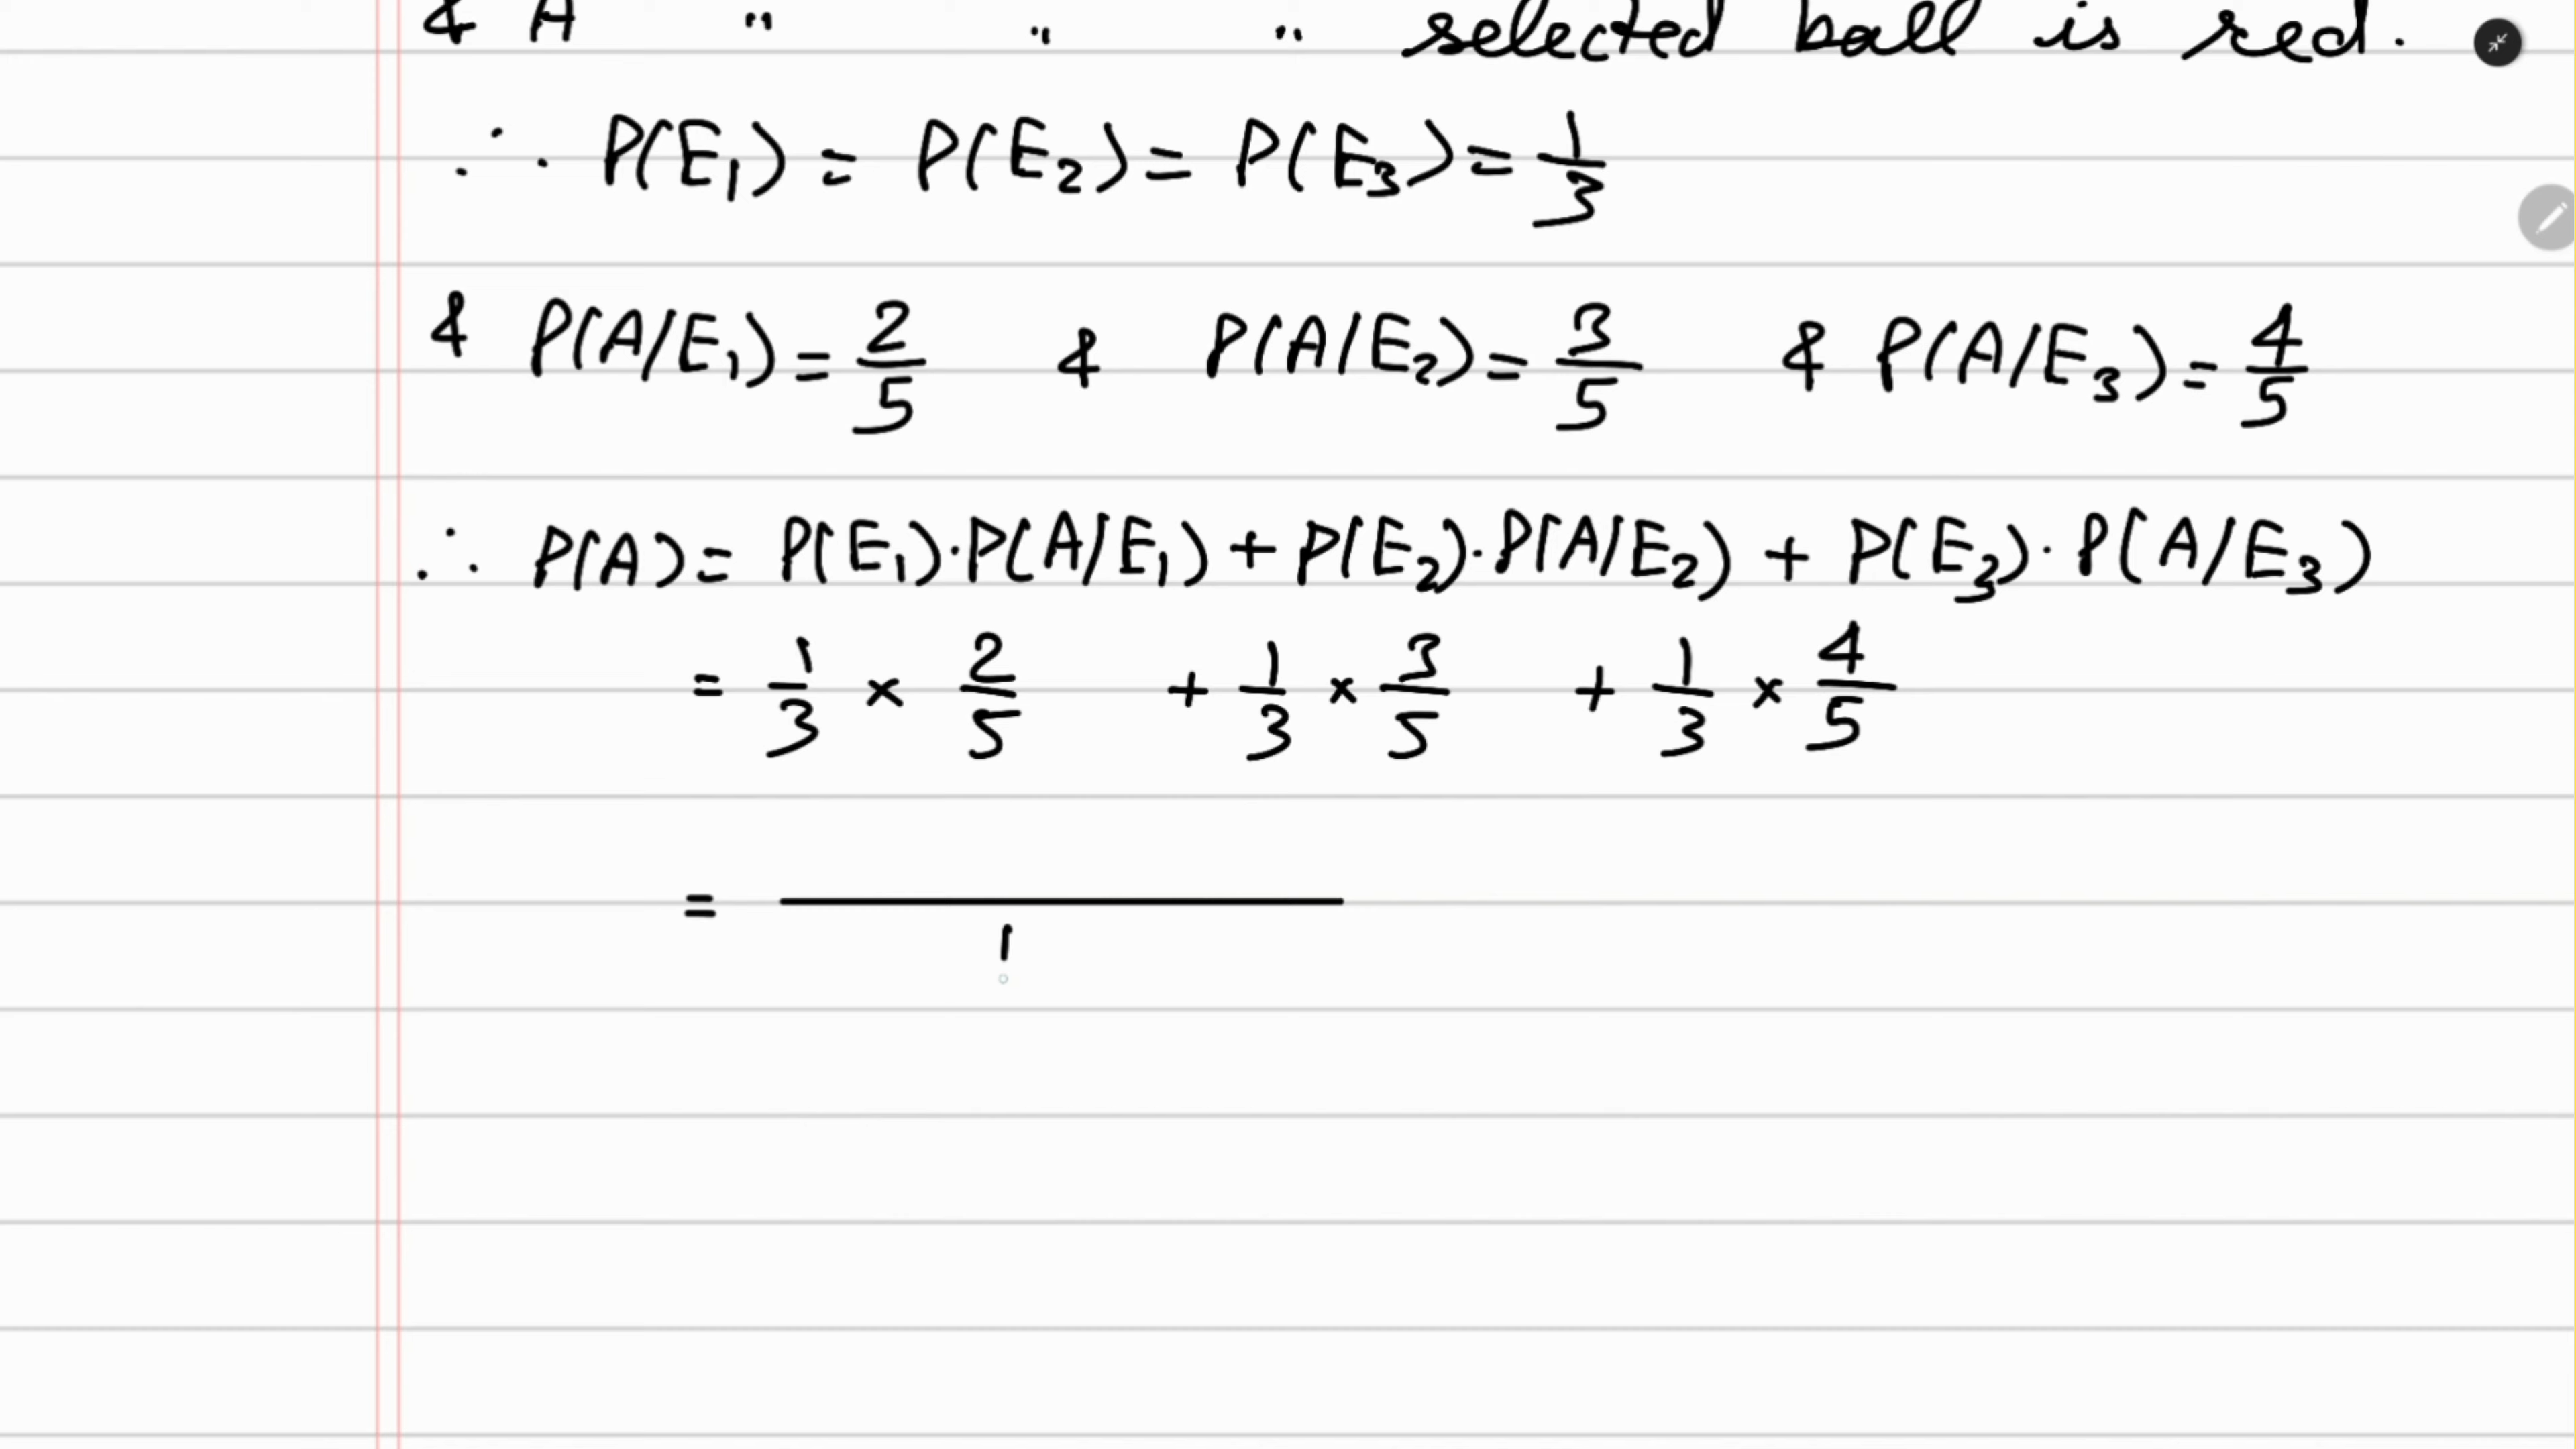 & A " " " selected ball is red.
∴ P(E₁) = P(E₂) = P(E₃) = 1/3
& P(A/E₁) = 2/5 & P(A/E₂) = 3/5 & P(A/E₃) = 4/5
∴ P(A) = P(E₁)·P(A/E₁) + P(E₂)·P(A/E₂) + P(E₃)·P(A/E₃)
= 1/3 × 2/5 + 1/3 × 3/5 + 1/3 × 4/5
= /1